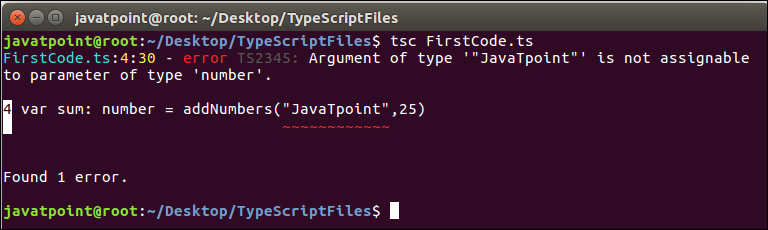 javatpoint@root: ~/Desktop/TypeScriptFiles
javatpoint@root:~/Desktop/TypeScriptFiles$ tsc FirstCode.ts
FirstCode.ts:4:30 - error TS2345: Argument of type '"JavaTpoint"' is not assignable
to parameter of type 'number'.
4 var sum: number = addNumbers("JavaTpoint",25)
~~~~~~~~~~~~
Found 1 error.
javatpoint@root:~/Desktop/TypeScriptFiles$